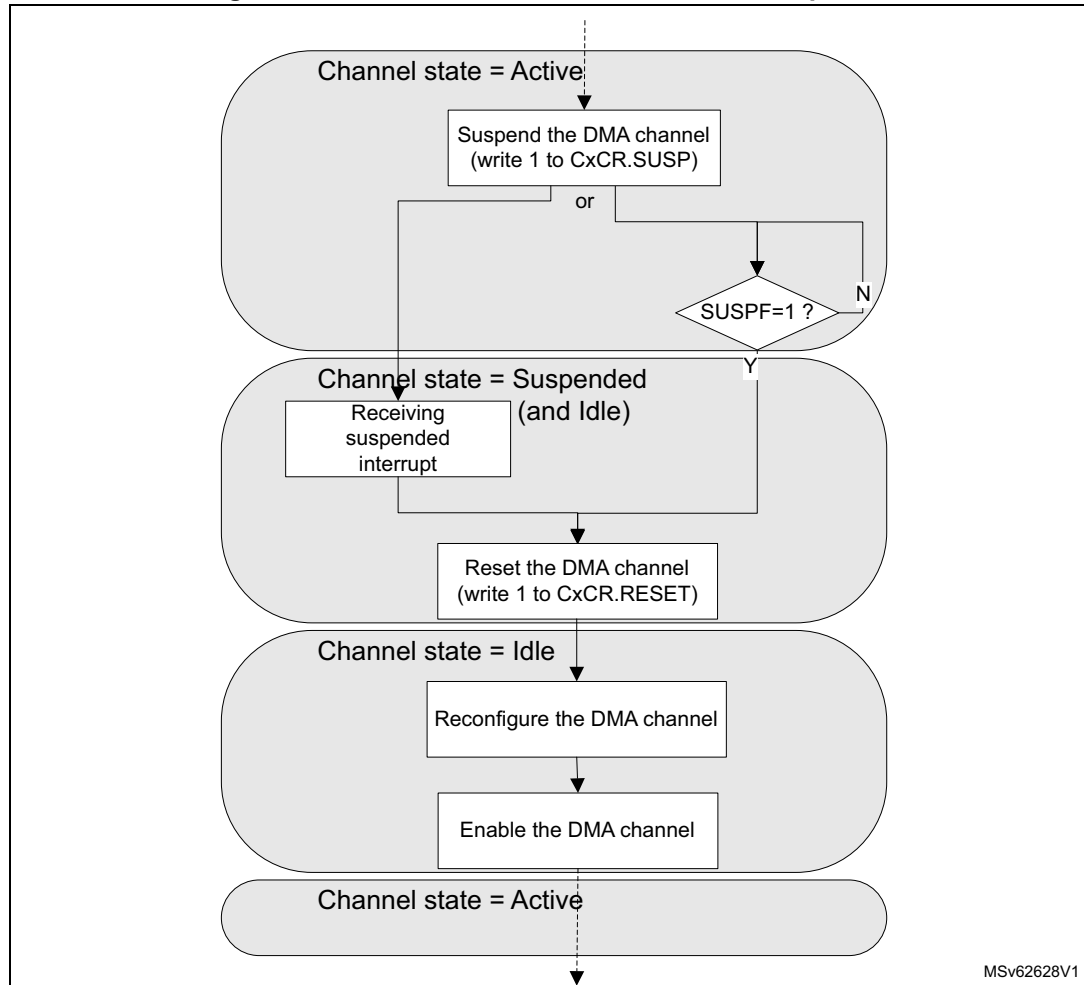 Channel state = Active
Suspend the DMA channel
(write 1 to CxCR.SUSP)
or
SUSPF=1 ?
N
Y
Channel state = Suspended
(and Idle)
Receiving
suspended
interrupt
Reset the DMA channel
(write 1 to CxCR.RESET)
Channel state = Idle
Reconfigure the DMA channel
Enable the DMA channel
Channel state = Active
MSv62628V1